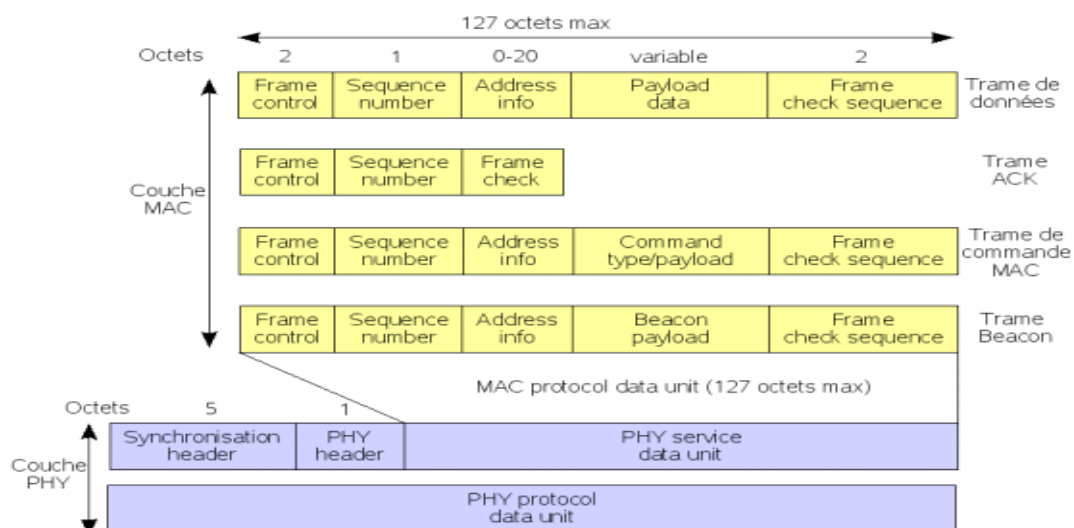 127 octets max
Octets 2 1 0-20 variable 2
Frame control Sequence number Address info Payload data Frame check sequence Trame de données
Couche MAC
Frame control Sequence number Frame check Trame ACK
Frame control Sequence number Address info Command type/payload Frame check sequence Trame de commande MAC
Frame control Sequence number Address info Beacon payload Frame check sequence Trame Beacon
MAC protocol data unit (127 octets max)
Octets 5 1
Couche PHY
Synchronisation header PHY header PHY service data unit
PHY protocol data unit